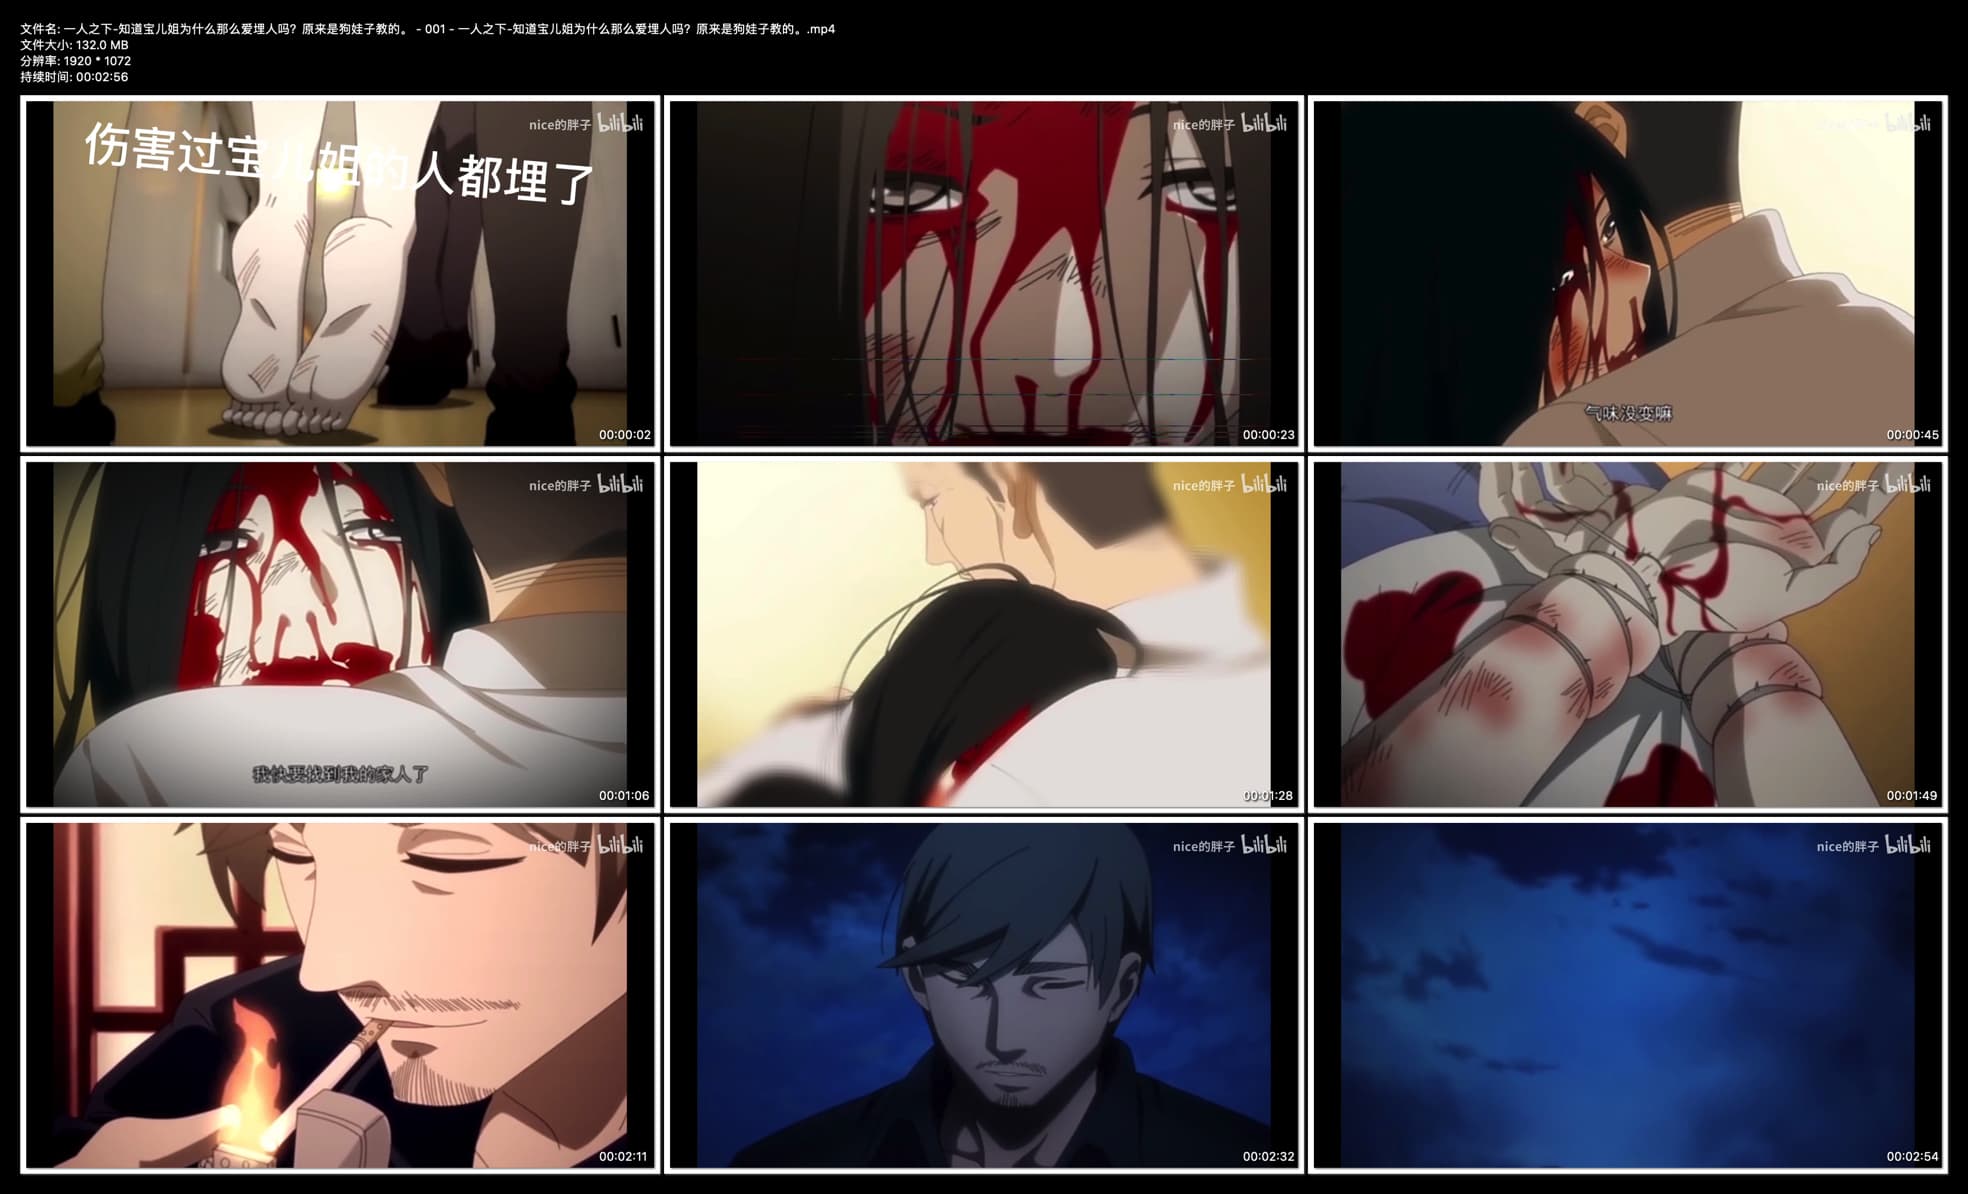 文件名: 一人之下-知道宝儿姐为什么那么爱埋人吗？原来是狗娃子教的。 - 001 - 一人之下-知道宝儿姐为什么那么爱埋人吗？原来是狗娃子教的。.mp4
文件大小: 132.0 MB
分辨率: 1920 * 1072
持续时间: 00:02:56
nice的胖子 bilibili
伤害过宝儿姐的人都埋了
00:00:02
nice的胖子 bilibili
00:00:23
bilibili
气味没变嘛
00:00:45
nice的胖子 bilibili
我快要找到我的家人了
00:01:06
nice的胖子 bilibili
00:01:28
nice的胖子 bilibili
00:01:49
nice的胖子 bilibili
00:02:11
nice的胖子 bilibili
00:02:32
nice的胖子 bilibili
00:02:54